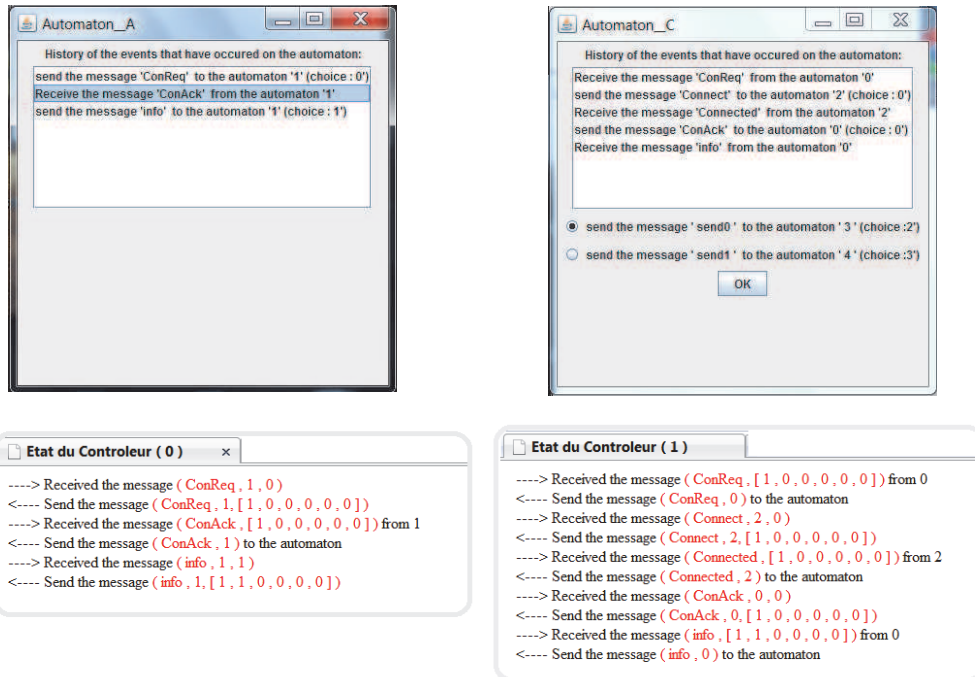 Automaton__A
History of the events that have occured on the automaton:
send the message 'ConReq' to the automaton '1' (choice : 0')
Receive the message 'ConAck' from the automaton '1'
send the message 'info' to the automaton '1' (choice : 1')
Automaton__C
History of the events that have occured on the automaton:
Receive the message 'ConReq' from the automaton '0'
send the message 'Connect' to the automaton '2' (choice : 0')
Receive the message 'Connected' from the automaton '2'
send the message 'ConAck' to the automaton '0' (choice : 0')
Receive the message 'info' from the automaton '0'
send the message ' send0 ' to the automaton ' 3 ' (choice :2')
send the message ' send1 ' to the automaton ' 4 ' (choice :3')
OK
Etat du Controleur ( 0 )
----> Received the message ( ConReq , 1 , 0 )
<---- Send the message ( ConReq , 1, [ 1 , 0 , 0 , 0 , 0 , 0 ] )
----> Received the message ( ConAck , [ 1 , 0 , 0 , 0 , 0 , 0 ] ) from 1
<---- Send the message ( ConAck , 1 ) to the automaton
----> Received the message ( info , 1 , 1 )
<---- Send the message ( info , 1, [ 1 , 1 , 0 , 0 , 0 , 0 ] )
Etat du Controleur ( 1 )
----> Received the message ( ConReq , [ 1 , 0 , 0 , 0 , 0 , 0 ] ) from 0
<---- Send the message ( ConReq , 0 ) to the automaton
----> Received the message ( Connect , 2 , 0 )
<---- Send the message ( Connect , 2, [ 1 , 0 , 0 , 0 , 0 , 0 ] )
----> Received the message ( Connected , [ 1 , 0 , 0 , 0 , 0 , 0 ] ) from 2
<---- Send the message ( Connected , 2 ) to the automaton
----> Received the message ( ConAck , 0 , 0 )
<---- Send the message ( ConAck , 0, [ 1 , 0 , 0 , 0 , 0 , 0 ] )
----> Received the message ( info , [ 1 , 1 , 0 , 0 , 0 , 0 ] ) from 0
<---- Send the message ( info , 0 ) to the automaton